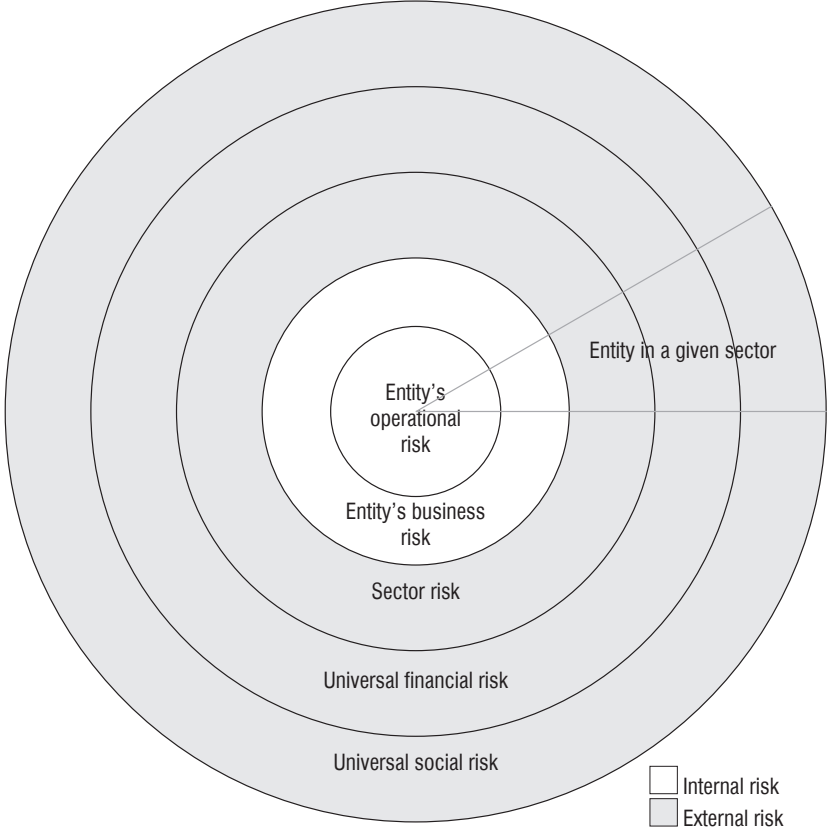 Entity in a given sector
Entity’s
operational
risk
Entity’s business
risk
Sector risk
Universal financial risk
Universal social risk
Internal risk
External risk